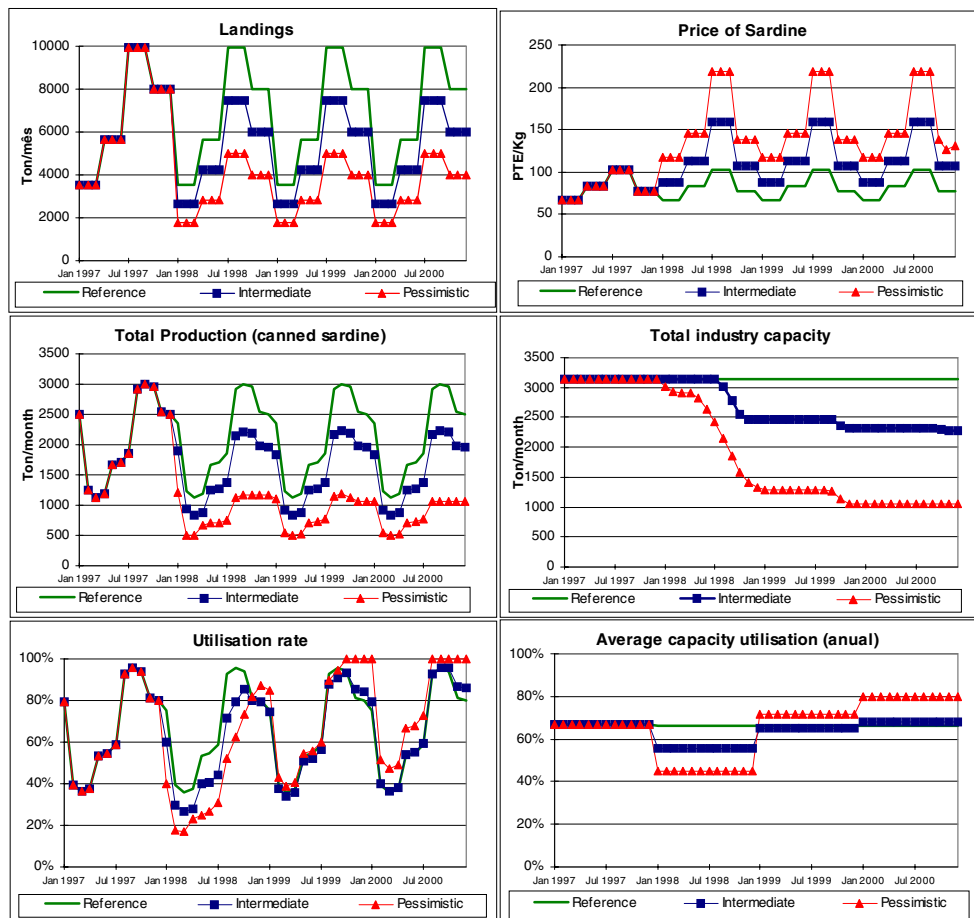 Landings
Ton/mês
10000
8000
6000
4000
2000
0
Jan 1997 Jul 1997 Jan 1998 Jul 1998 Jan 1999 Jul 1999 Jan 2000 Jul 2000
Reference Intermediate Pessimistic
Price of Sardine
PTE/Kg
250
200
150
100
50
0
Jan 1997 Jul 1997 Jan 1998 Jul 1998 Jan 1999 Jul 1999 Jan 2000 Jul 2000
Reference Intermediate Pessimistic
Total Production (canned sardine)
Ton/month
3500
3000
2500
2000
1500
1000
500
0
Jan 1997 Jul 1997 Jan 1998 Jul 1998 Jan 1999 Jul 1999 Jan 2000 Jul 2000
Reference Intermediate Pessimistic
Total industry capacity
Ton/month
3500
3000
2500
2000
1500
1000
500
0
Jan 1997 Jul 1997 Jan 1998 Jul 1998 Jan 1999 Jul 1999 Jan 2000 Jul 2000
Reference Intermediate Pessimistic
Utilisation rate
100%
80%
60%
40%
20%
0%
Jan 1997 Jul 1997 Jan 1998 Jul 1998 Jan 1999 Jul 1999 Jan 2000 Jul 2000
Reference Intermediate Pessimistic
Average capacity utilisation (anual)
100%
80%
60%
40%
20%
0%
Jan 1997 Jul 1997 Jan 1998 Jul 1998 Jan 1999 Jul 1999 Jan 2000 Jul 2000
Reference Intermediate Pessimistic